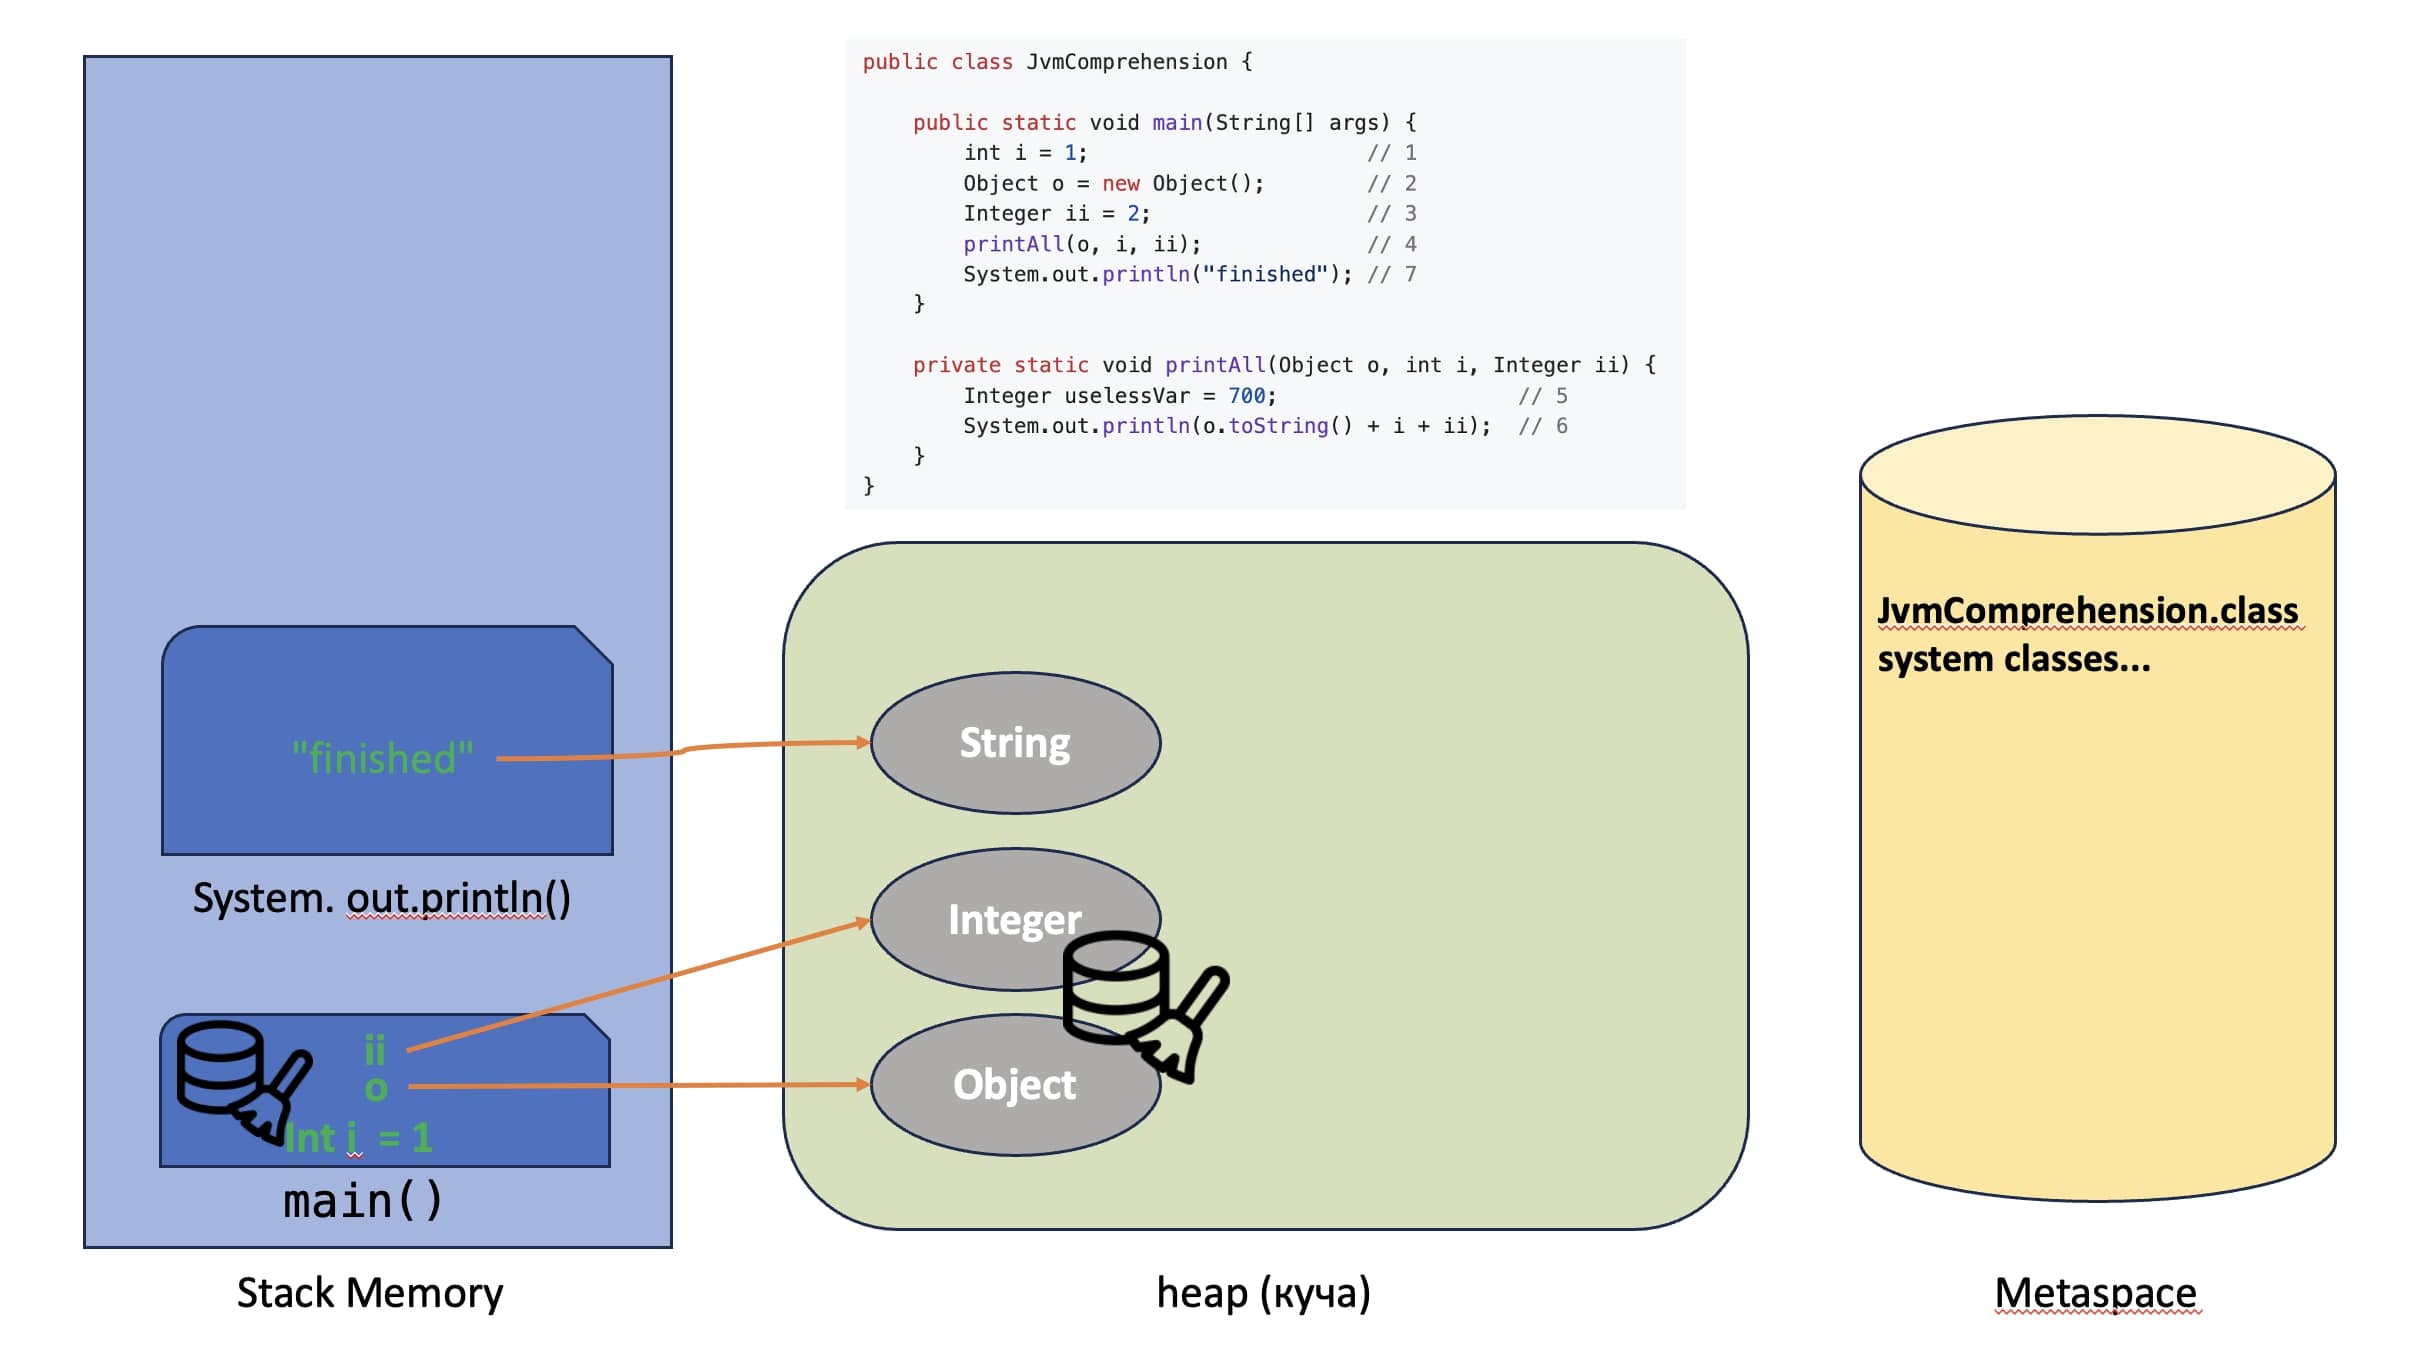 public class JvmComprehension {
public static void main(String[] args) {
int i = 1; // 1
Object o = new Object(); // 2
Integer ii = 2; // 3
printAll(o, i, ii); // 4
System.out.println("finished"); // 7
}
private static void printAll(Object o, int i, Integer ii) {
Integer uselessVar = 700; // 5
System.out.println(o.toString() + i + ii); // 6
}
}
"finished"
System. out.println()
ii
o
Int i = 1
main()
Stack Memory
String
Integer
Object
heap (куча)
JvmComprehension.class
system classes...
Metaspace